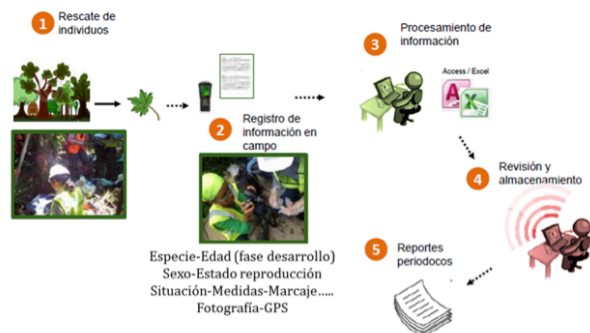 1
Rescate de
individuos
2
Registro de
información en
campo
Especie-Edad (fase desarrollo)
Sexo-Estado reproducción
Situación-Medidas-Marcaje.....
Fotografía-GPS
3
Procesamiento de
información
Access / Excel
4
Revisión y
almacenamiento
5
Reportes
periodocos